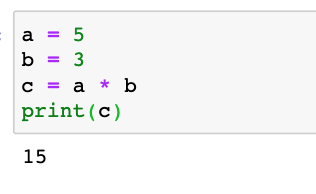 a = 5
b = 3
c = a * b
print(c)
15